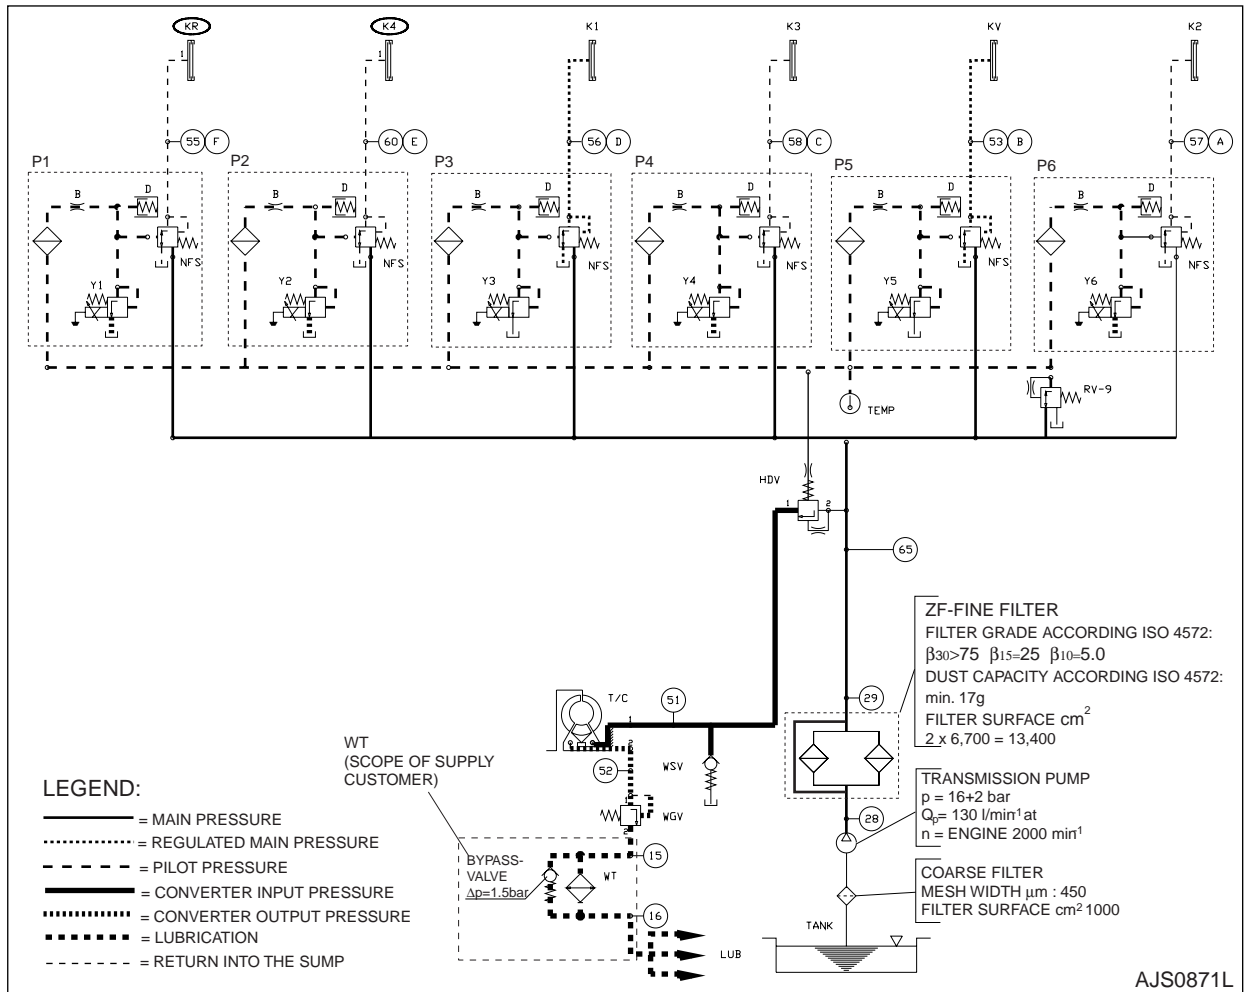 KR K4 K1 K3 KV K2
1 1
55 F 60 E 56 D 58 C 53 B 57 A
P1 P2 P3 P4 P5 P6
B D B D B D B D B D B D
NFS NFS NFS NFS NFS NFS
Y1 Y2 Y3 Y4 Y5 Y6
TEMP
RV-9
HDV
1 2
65
ZF-FINE FILTER
FILTER GRADE ACCORDING ISO 4572:
β30>75 β15=25 β10=5.0
DUST CAPACITY ACCORDING ISO 4572:
min. 17g
FILTER SURFACE cm2
2 x 6,700 = 13,400
29
T/C
1
51
2
52
WSV
1
WGV
2
WT
(SCOPE OF SUPPLY
CUSTOMER)
TRANSMISSION PUMP
p = 16+2 bar
Qp= 130 l/min-1 at
n = ENGINE 2000 min-1
28
BYPASS-
VALVE
Δp=1.5bar
WT
15
16
LUB
COARSE FILTER
MESH WIDTH μm : 450
FILTER SURFACE cm2 1000
TANK
LEGEND:
= MAIN PRESSURE
= REGULATED MAIN PRESSURE
= PILOT PRESSURE
= CONVERTER INPUT PRESSURE
= CONVERTER OUTPUT PRESSURE
= LUBRICATION
= RETURN INTO THE SUMP
AJS0871L